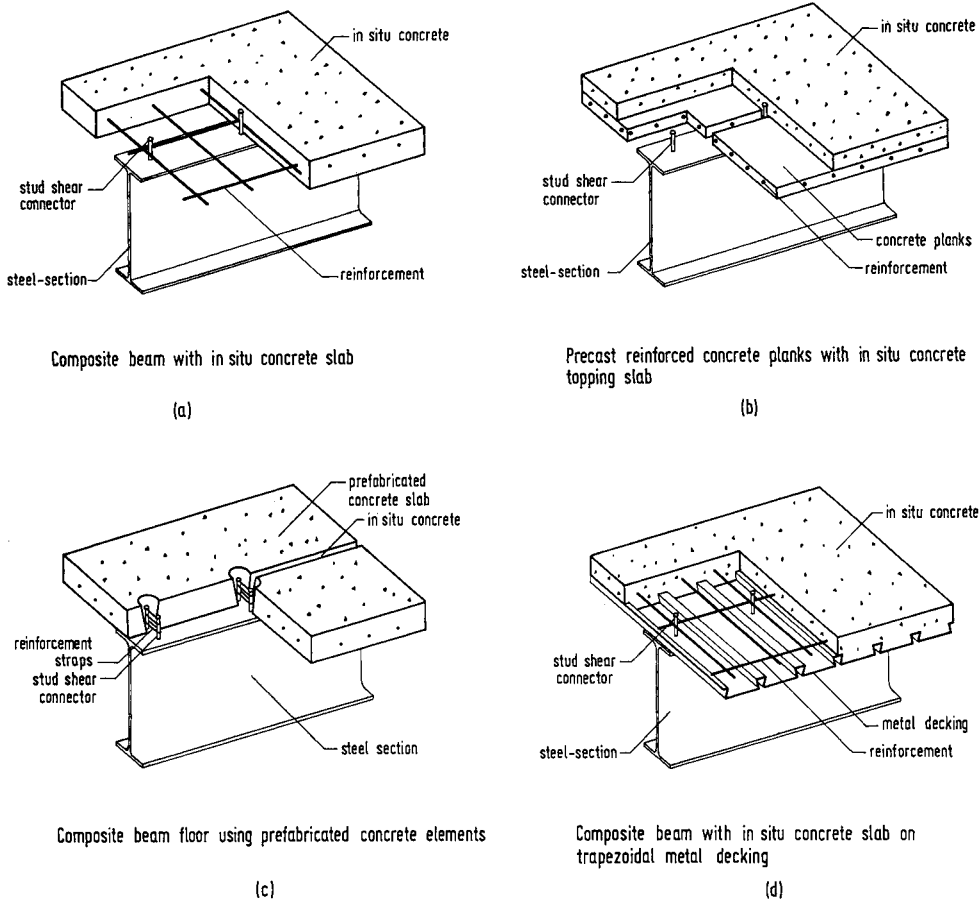 in situ concrete
stud shear
connector
steel-section
reinforcement
Composite beam with in situ concrete slab
(a)
in situ concrete
stud shear
connector
concrete planks
steel-section
reinforcement
Precast reinforced concrete planks with in situ concrete
topping slab
(b)
prefabricated
concrete slab
in situ concrete
reinforcement
straps
stud shear
connector
steel section
Composite beam floor using prefabricated concrete elements
(c)
in situ concrete
stud shear
connector
metal decking
steel-section
reinforcement
Composite beam with in situ concrete slab on
trapezoidal metal decking
(d)